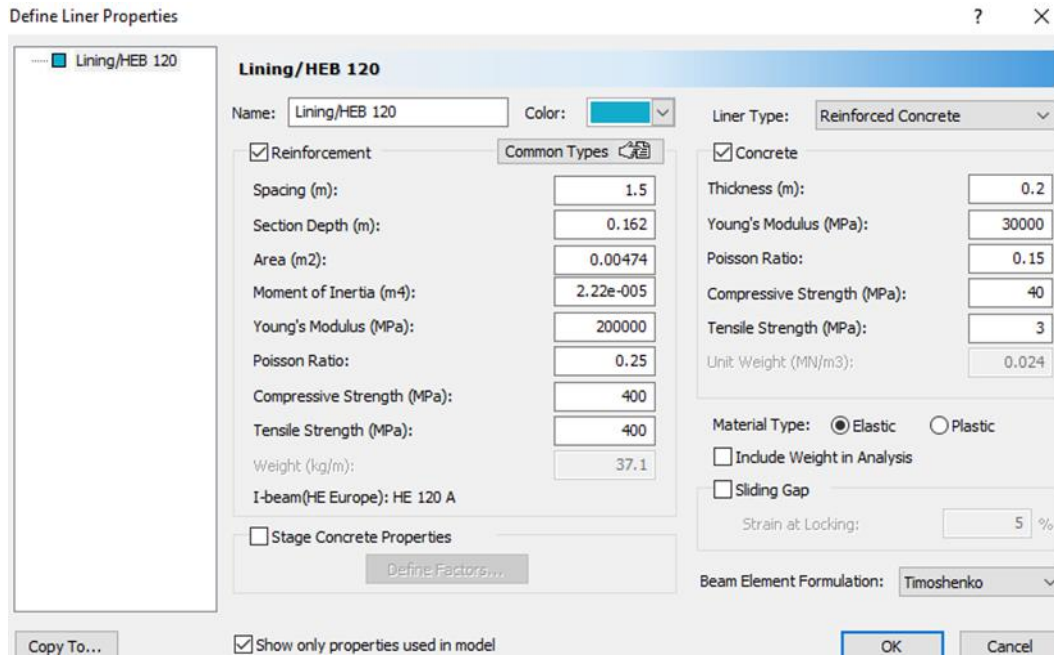 Define Liner Properties
?
Lining/HEB 120
Lining/HEB 120
Name: Lining/HEB 120 Color: Liner Type: Reinforced Concrete
Reinforcement Common Types
Spacing (m): 1.5
Section Depth (m): 0.162
Area (m2): 0.00474
Moment of Inertia (m4): 2.22e-005
Young's Modulus (MPa): 200000
Poisson Ratio: 0.25
Compressive Strength (MPa): 400
Tensile Strength (MPa): 400
Weight (kg/m): 37.1
I-beam(HE Europe): HE 120 A
Stage Concrete Properties
Define Factors...
Concrete
Thickness (m): 0.2
Young's Modulus (MPa): 30000
Poisson Ratio: 0.15
Compressive Strength (MPa): 40
Tensile Strength (MPa): 3
Unit Weight (MN/m3): 0.024
Material Type: Elastic Plastic
Include Weight in Analysis
Sliding Gap
Strain at Locking: 5 %
Beam Element Formulation: Timoshenko
Copy To... Show only properties used in model OK Cancel